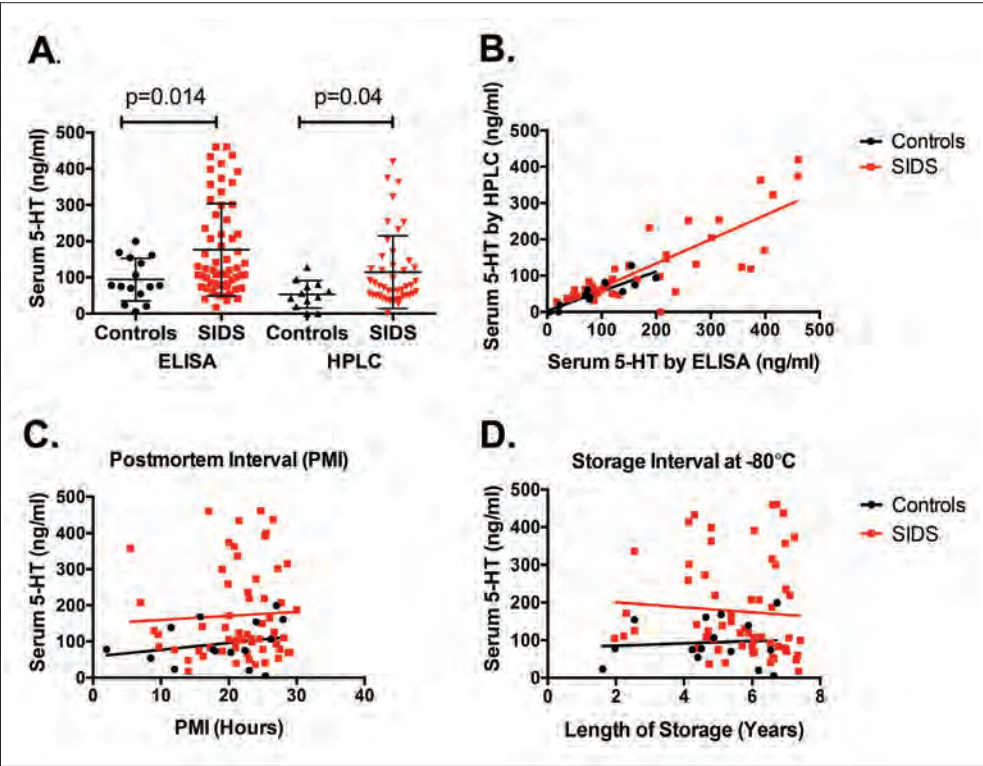 A.
p=0.014
p=0.04
Serum 5-HT (ng/ml)
500
400
300
200
100
0
Controls SIDS Controls SIDS
ELISA HPLC
B.
Serum 5-HT by HPLC (ng/ml)
500
400
300
200
100
0
0 100 200 300 400 500
Serum 5-HT by ELISA (ng/ml)
Controls
SIDS
C.
Postmortem Interval (PMI)
Serum 5-HT (ng/ml)
500
400
300
200
100
0
0 10 20 30 40
PMI (Hours)
D.
Storage Interval at -80°C
Serum 5-HT (ng/ml)
500
400
300
200
100
0
0 2 4 6 8
Length of Storage (Years)
Controls
SIDS